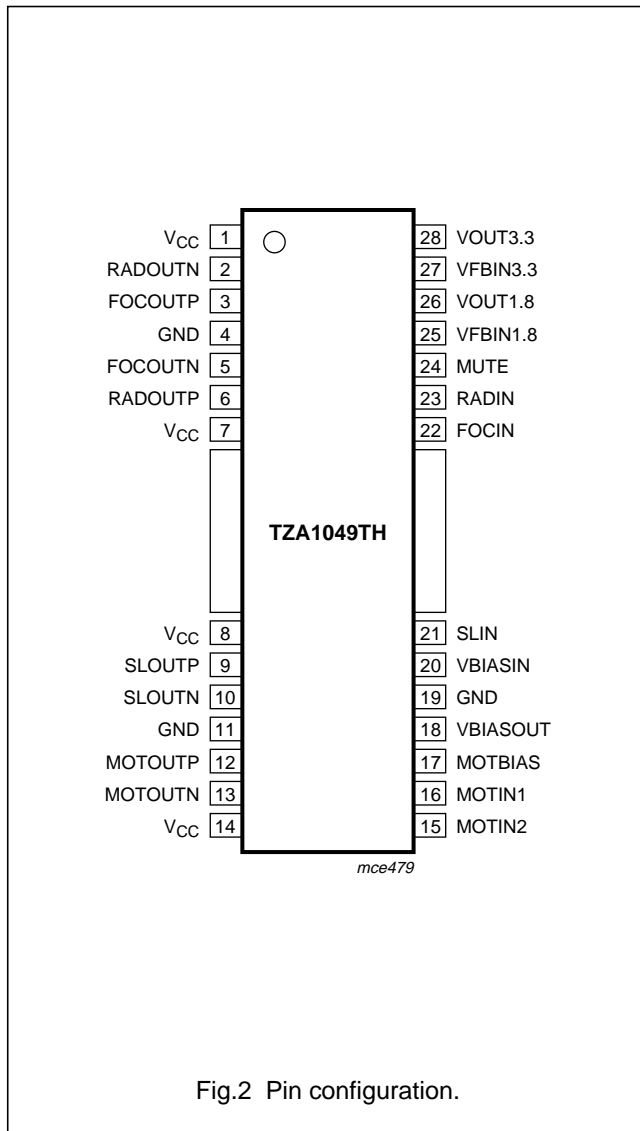 VCC 1 28 VOUT3.3
RADOUTN 2 27 VFBIN3.3
FOCOUTP 3 26 VOUT1.8
GND 4 25 VFBIN1.8
FOCOUTN 5 24 MUTE
RADOUTP 6 23 RADIN
VCC 7 22 FOCIN
TZA1049TH
VCC 8 21 SLIN
SLOUTP 9 20 VBIASIN
SLOUTN 10 19 GND
GND 11 18 VBIASOUT
MOTOUTP 12 17 MOTBIAS
MOTOUTN 13 16 MOTIN1
VCC 14 15 MOTIN2
mce479
Fig.2 Pin configuration.